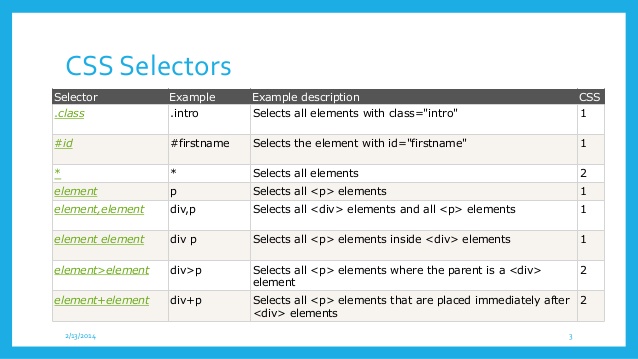 CSS Selectors
Selector Example Example description CSS
.class .intro Selects all elements with class="intro" 1
#id #firstname Selects the element with id="firstname" 1
* * Selects all elements 2
element p Selects all <p> elements 1
element,element div,p Selects all <div> elements and all <p> elements 1
element element div p Selects all <p> elements inside <div> elements 1
element>element div>p Selects all <p> elements where the parent is a <div> 2
element
element+element div+p Selects all <p> elements that are placed immediately after 2
<div> elements
2/13/2014 3